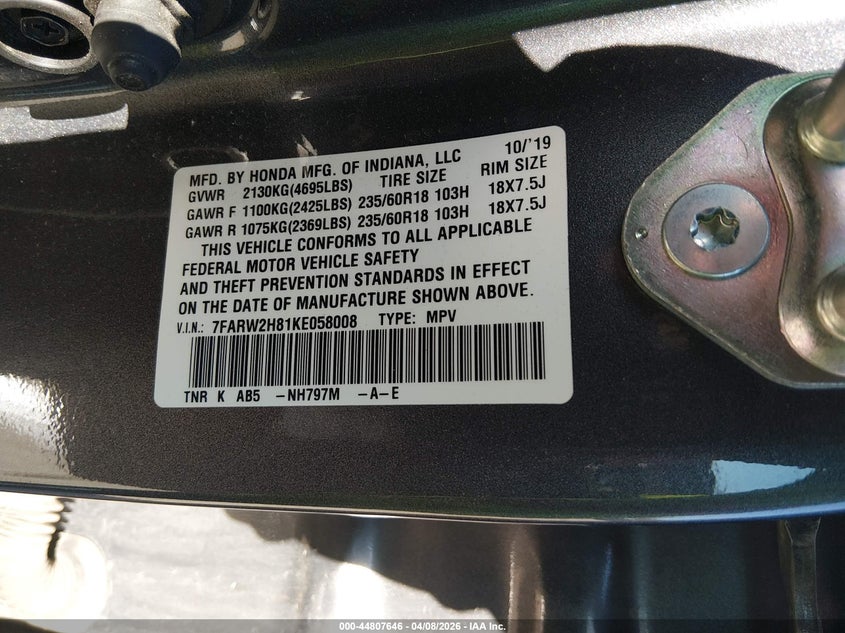 MFD. BY HONDA MFG. OF INDIANA, LLC 10/'19
GVWR 2130KG(4695LBS) TIRE SIZE RIM SIZE
GAWR F 1100KG(2425LBS) 235/60R18 103H 18X7.5J
GAWR R 1075KG(2369LBS) 235/60R18 103H 18X7.5J
THIS VEHICLE CONFORMS TO ALL APPLICABLE
FEDERAL MOTOR VEHICLE SAFETY
AND THEFT PREVENTION STANDARDS IN EFFECT
ON THE DATE OF MANUFACTURE SHOWN ABOVE.
V.I.N.: 7FARW2H81KE058008 TYPE: MPV
TNR K AB5 -NH797M -A-E
000-44807646 - 04/08/2026 - IAA Inc.